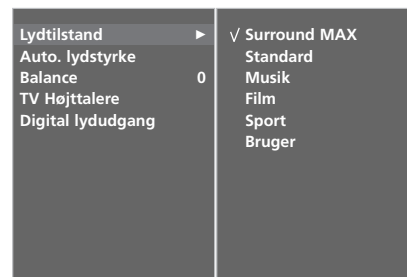 Lydtilstand ►
Auto. lydstyrke
Balance 0
TV Højttalere
Digital lydudgang
√ Surround MAX
Standard
Musik
Film
Sport
Bruger